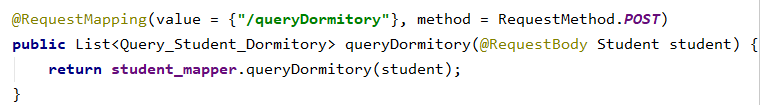 @RequestMapping(value = {"/queryDormitory"}, method = RequestMethod.POST)
public List<Query_Student_Dormitory> queryDormitory(@RequestBody Student student) {
    return student_mapper.queryDormitory(student);
}